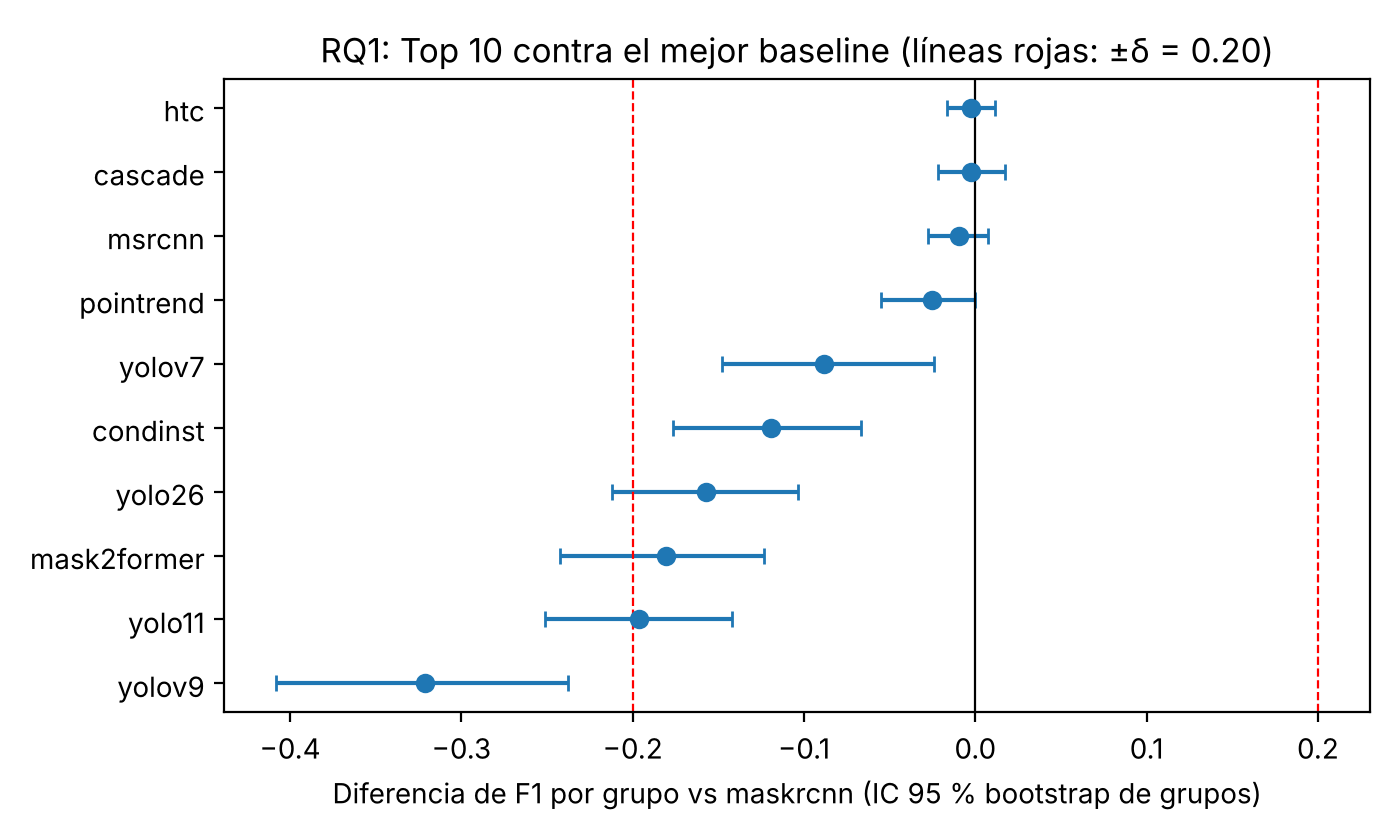 RQ1: Top 10 contra el mejor baseline (líneas rojas: ±δ = 0.20)
htc
cascade
msrcnn
pointrend
yolov7
condinst
yolo26
mask2former
yolo11
yolov9
−0.4 −0.3 −0.2 −0.1 0.0 0.1 0.2
Diferencia de F1 por grupo vs maskrcnn (IC 95 % bootstrap de grupos)